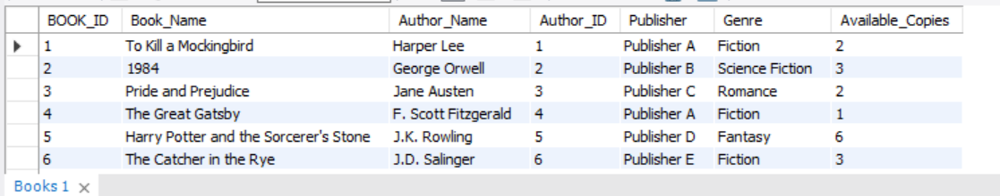 BOOK_ID Book_Name Author_Name Author_ID Publisher Genre Available_Copies
1 To Kill a Mockingbird Harper Lee 1 Publisher A Fiction 2
2 1984 George Orwell 2 Publisher B Science Fiction 3
3 Pride and Prejudice Jane Austen 3 Publisher C Romance 2
4 The Great Gatsby F. Scott Fitzgerald 4 Publisher A Fiction 1
5 Harry Potter and the Sorcerer's Stone J.K. Rowling 5 Publisher D Fantasy 6
6 The Catcher in the Rye J.D. Salinger 6 Publisher E Fiction 3
Books 1